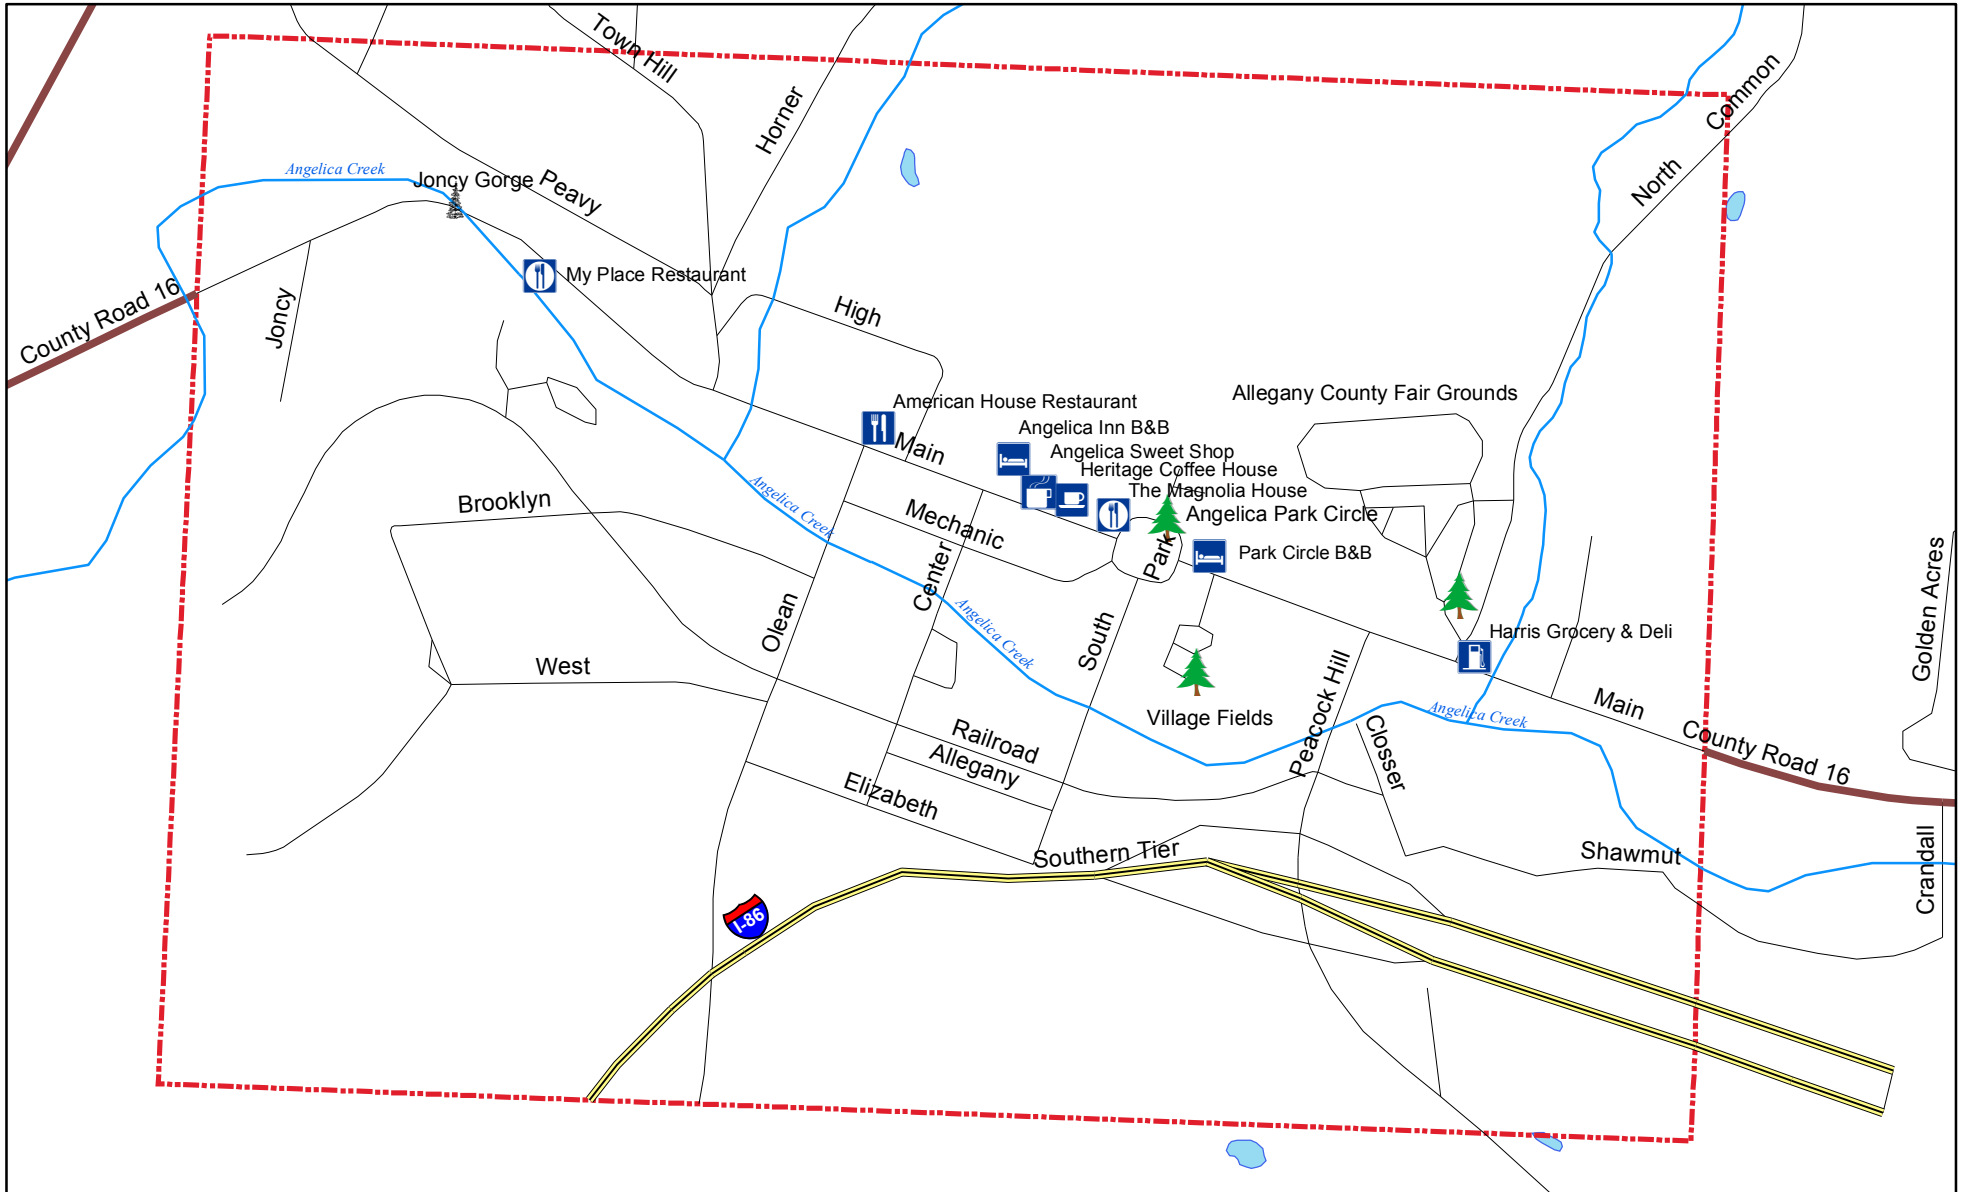 Town Hill
Common
Horner
Angelica Creek
Joncy Gorge
Peavy
North
My Place Restaurant
County Road 16
Joncy
High
Allegany County Fair Grounds
American House Restaurant
Angelica Inn B&B
Main
Angelica Sweet Shop
Heritage Coffee House
The Magnolia House
Brooklyn
Angelica Creek
Mechanic
Angelica Park Circle
Park
Park Circle B&B
Center
Olean
Angelica Creek
South
Harris Grocery & Deli
Golden Acres
West
Peacock Hill
Village Fields
Main
Angelica Creek
Closser
Railroad
County Road 16
Allegany
Elizabeth
Southern Tier
Shawmut
Crandall
I-86